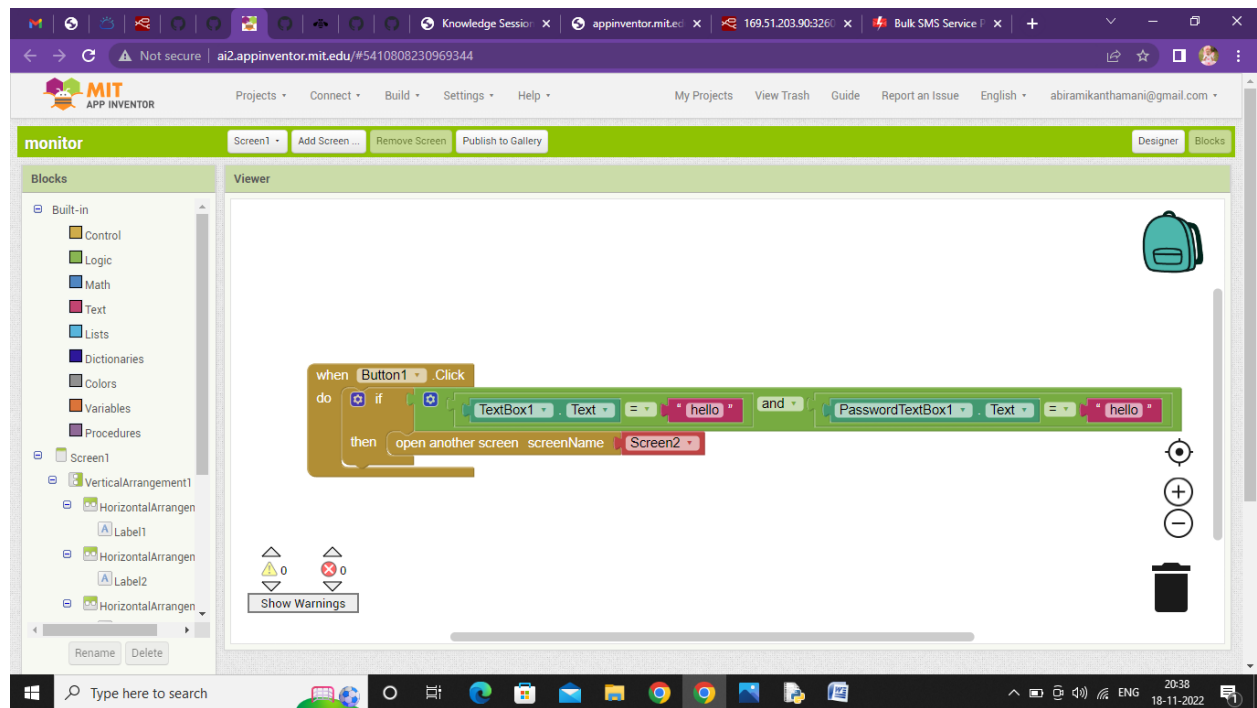 Knowledge Session
appinventor.mit.ed
169.51.203.90:3260
Bulk SMS Service P
Not secure ai2.appinventor.mit.edu/#5410808230969344
MIT
APP INVENTOR
Projects Connect Build Settings Help My Projects View Trash Guide Report an Issue English abiramikanthamani@gmail.com
monitor Screen1 Add Screen ... Remove Screen Publish to Gallery Designer Blocks
Blocks Viewer
Built-in
Control
Logic
Math
Text
Lists
Dictionaries
Colors
Variables
Procedures
Screen1
VerticalArrangement1
HorizontalArrangen
A Label1
HorizontalArrangen
A Label2
HorizontalArrangen
Rename Delete
when Button1 .Click
do if TextBox1 . Text = " hello " and PasswordTextBox1 . Text = " hello "
then open another screen screenName Screen2
0 0
Show Warnings
Type here to search
ENG 20:38
18-11-2022
1